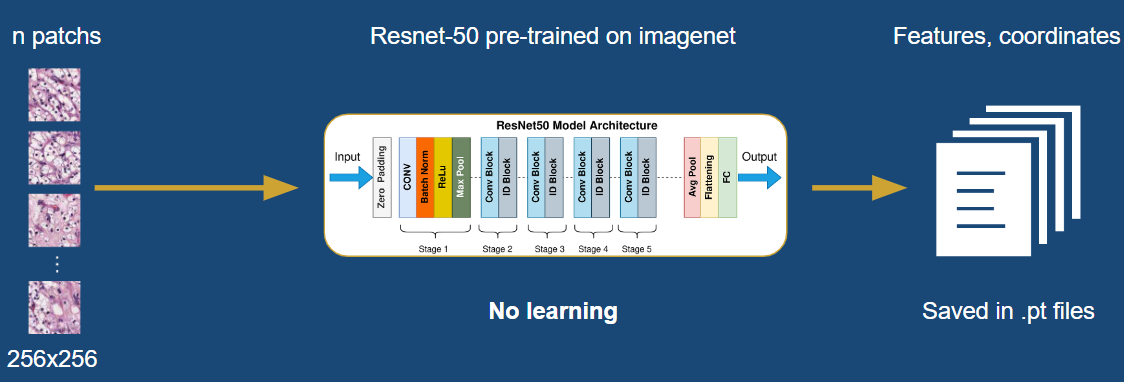 n patchs
Resnet-50 pre-trained on imagenet
Features, coordinates
ResNet50 Model Architecture
Input
Zero Padding
CONV
Batch Norm
ReLu
Max Pool
Conv Block
ID Block
Conv Block
ID Block
Conv Block
ID Block
Conv Block
ID Block
Avg Pool
Flattening
FC
Output
Stage 1
Stage 2
Stage 3
Stage 4
Stage 5
No learning
Saved in .pt files
256x256